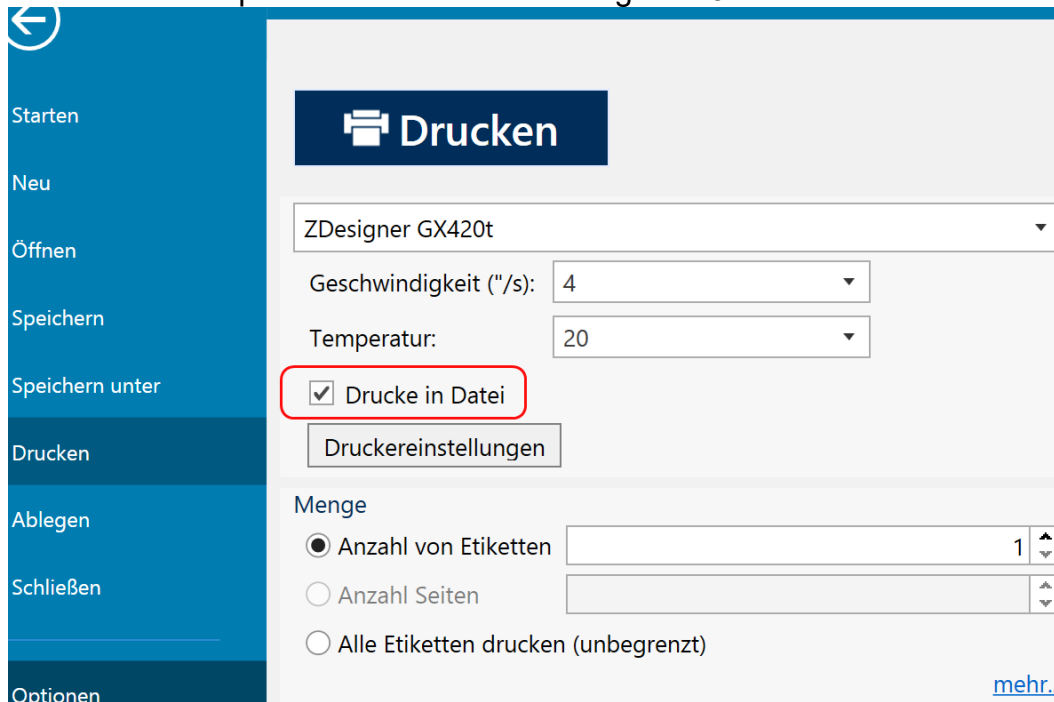 Starten
Neu
Öffnen
Speichern
Speichern unter
Drucken
Ablegen
Schließen
Optionen
Drucken
ZDesigner GX420t
Geschwindigkeit ("/s): 4
Temperatur: 20
Drucke in Datei
Druckereinstellungen
Menge
Anzahl von Etiketten 1
Anzahl Seiten
Alle Etiketten drucken (unbegrenzt)
mehr..